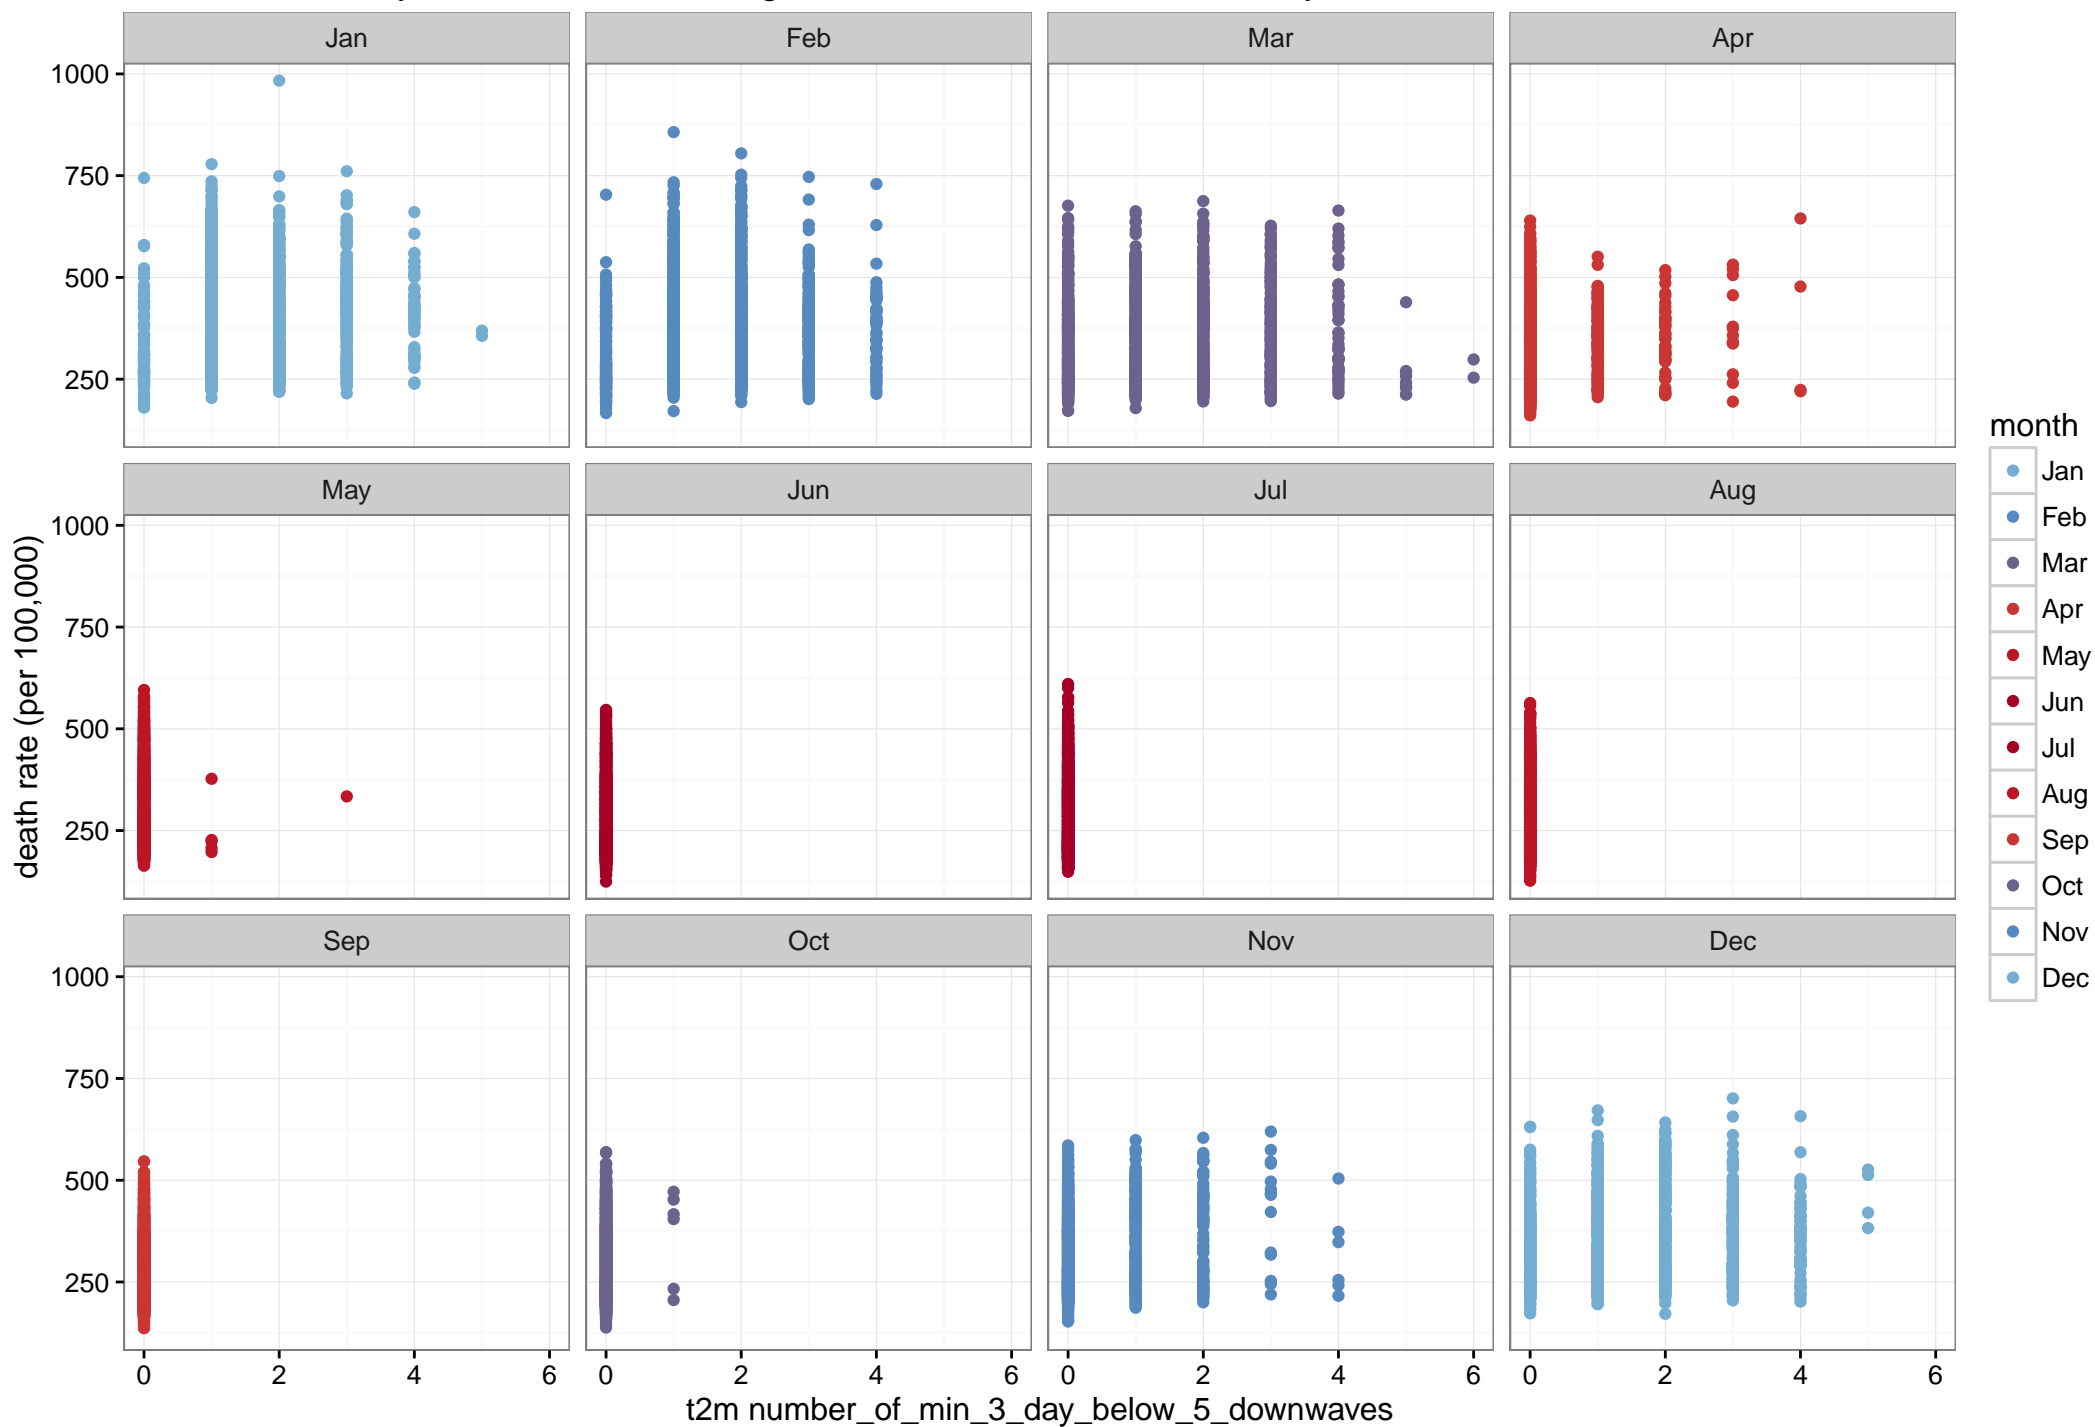 Jan Feb Mar Apr
1000
750
500
250
May Jun Jul Aug
1000
750
500
250
Sep Oct Nov Dec
1000
750
500
250
0 2 4 6 0 2 4 6 0 2 4 6 0 2 4 6
t2m number_of_min_3_day_below_5_downwaves
death rate (per 100,000)
month
Jan
Feb
Mar
Apr
May
Jun
Jul
Aug
Sep
Oct
Nov
Dec